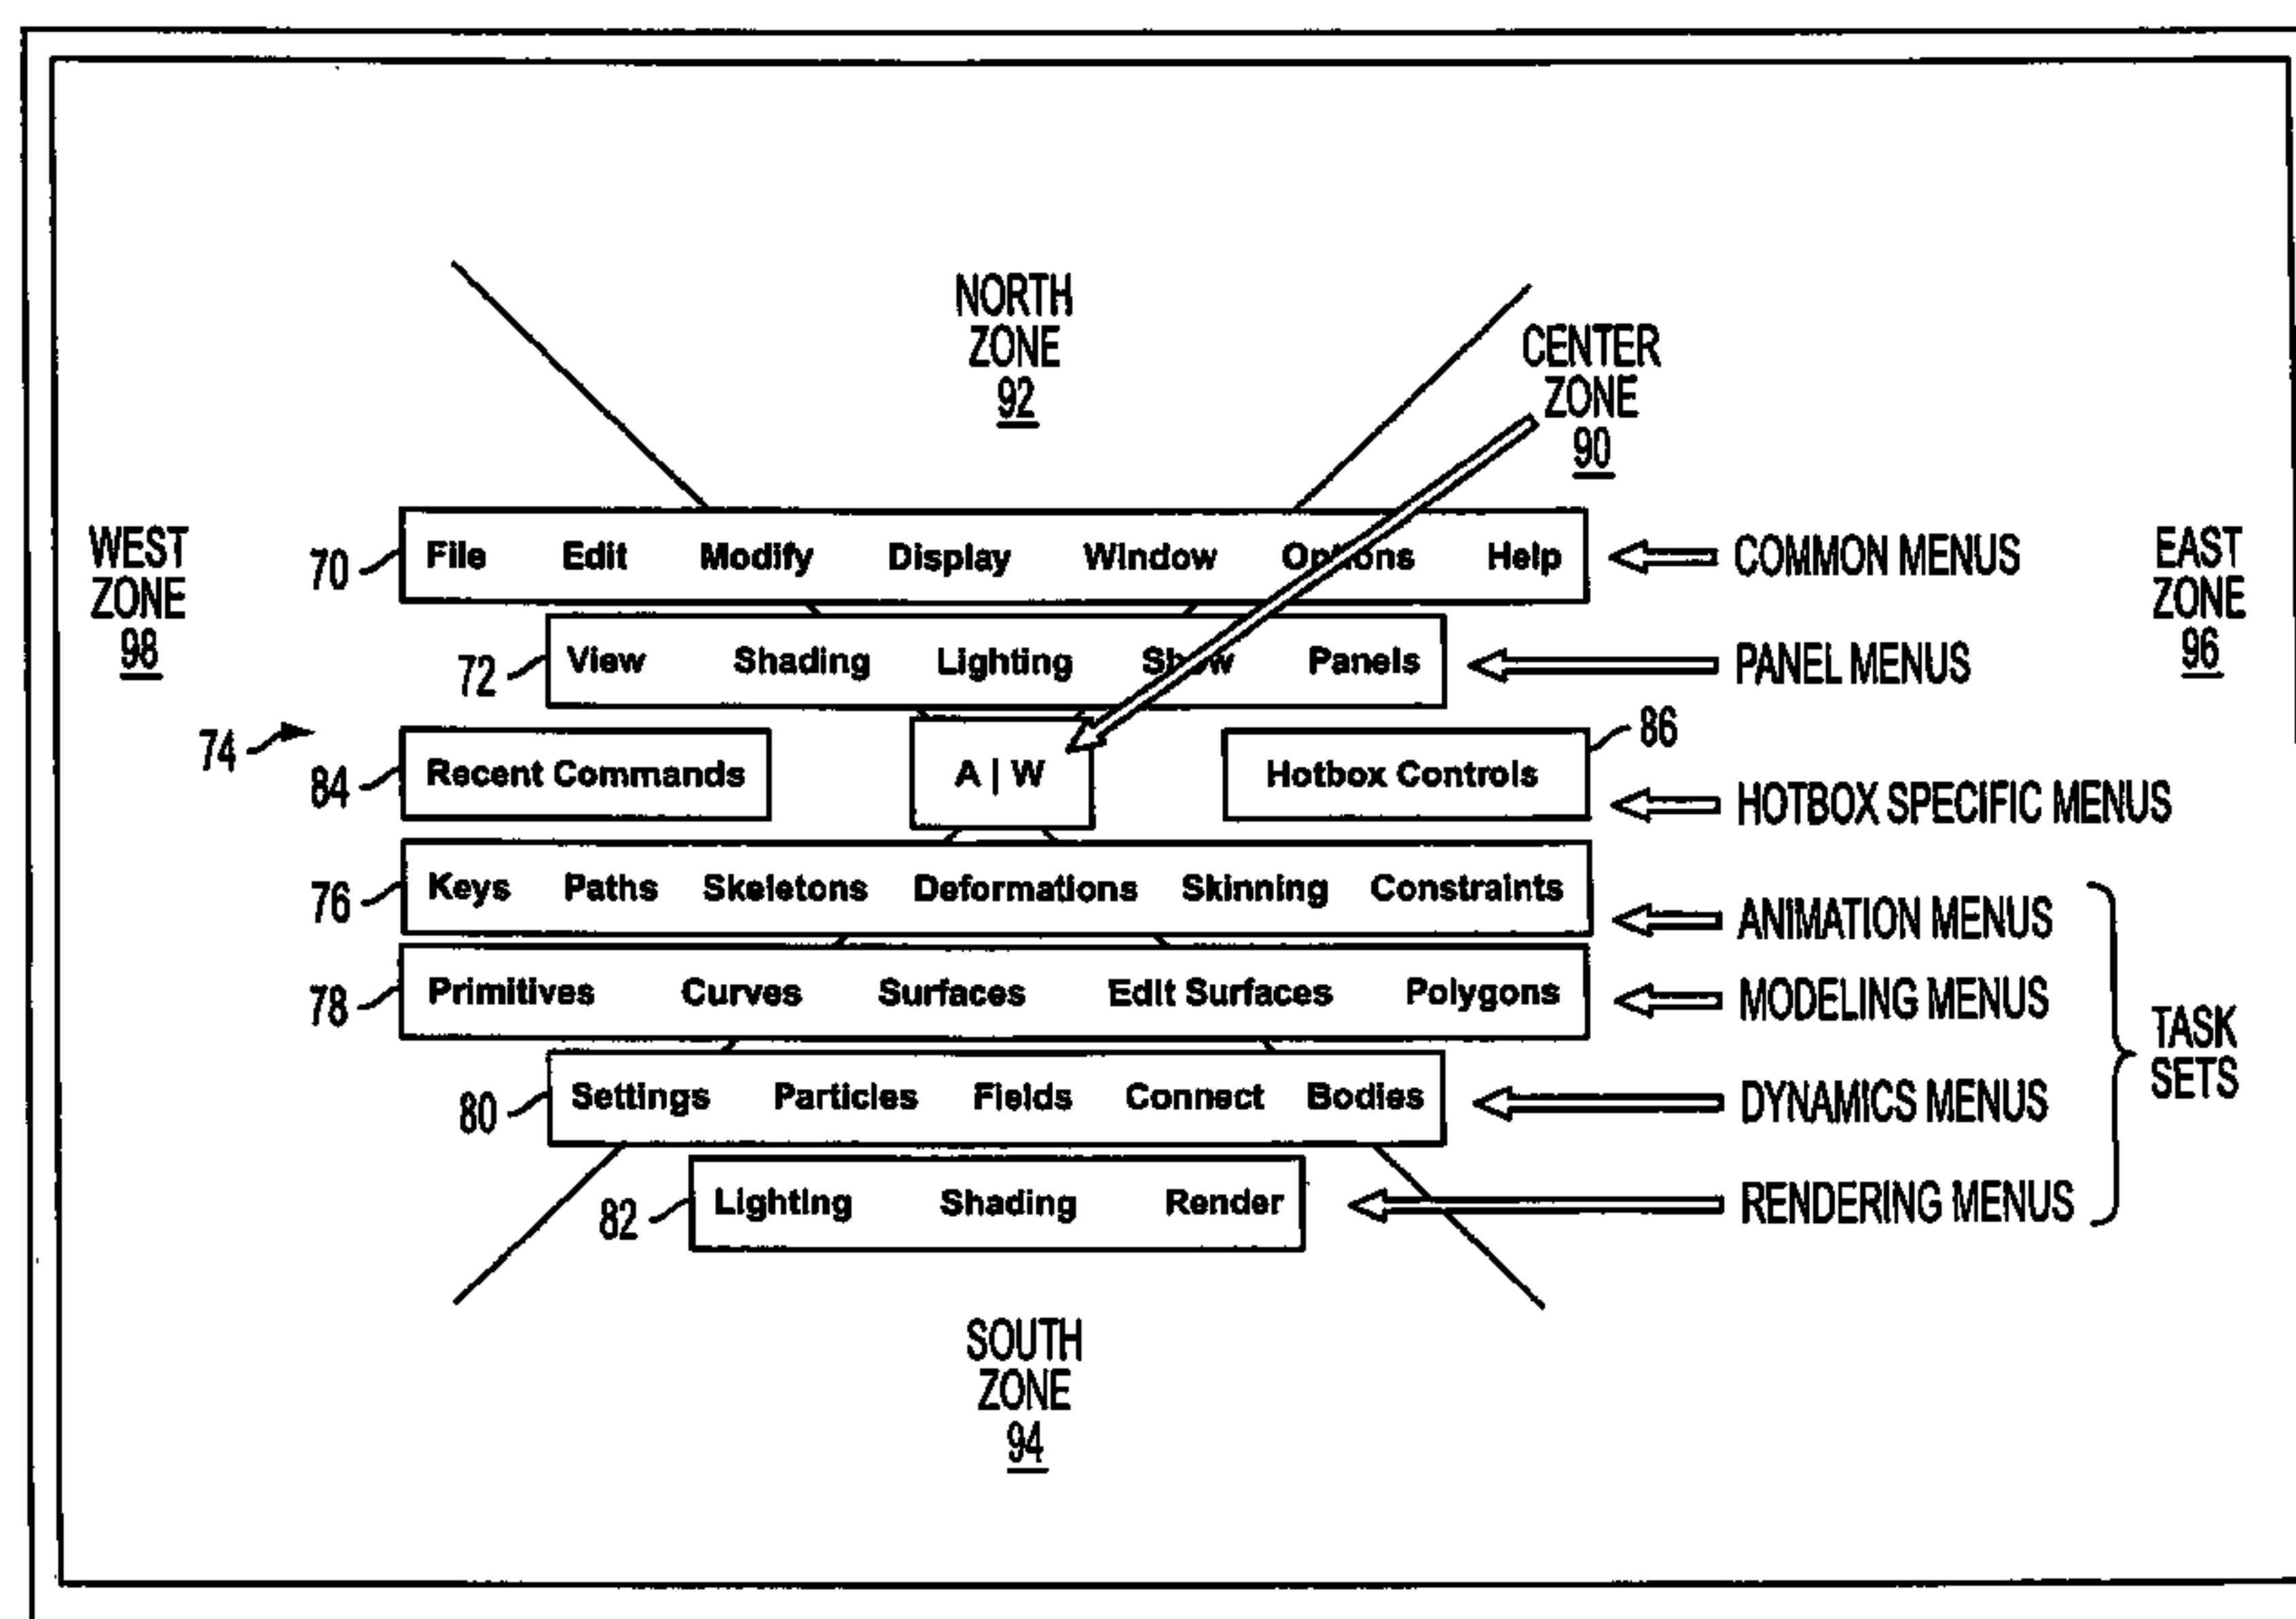 NORTH
ZONE
92
CENTER
ZONE
90
WEST
ZONE
98
EAST
ZONE
96
70 File Edit Modify Display Window Options Help COMMON MENUS
72 View Shading Lighting Show Panels PANEL MENUS
74
84 Recent Commands A | W Hotbox Controls 86
HOTBOX SPECIFIC MENUS
76 Keys Paths Skeletons Deformations Skinning Constraints ANIMATION MENUS
78 Primitives Curves Surfaces Edit Surfaces Polygons MODELING MENUS
TASK
SETS
80 Settings Particles Fields Connect Bodies DYNAMICS MENUS
82 Lighting Shading Render RENDERING MENUS
SOUTH
ZONE
94